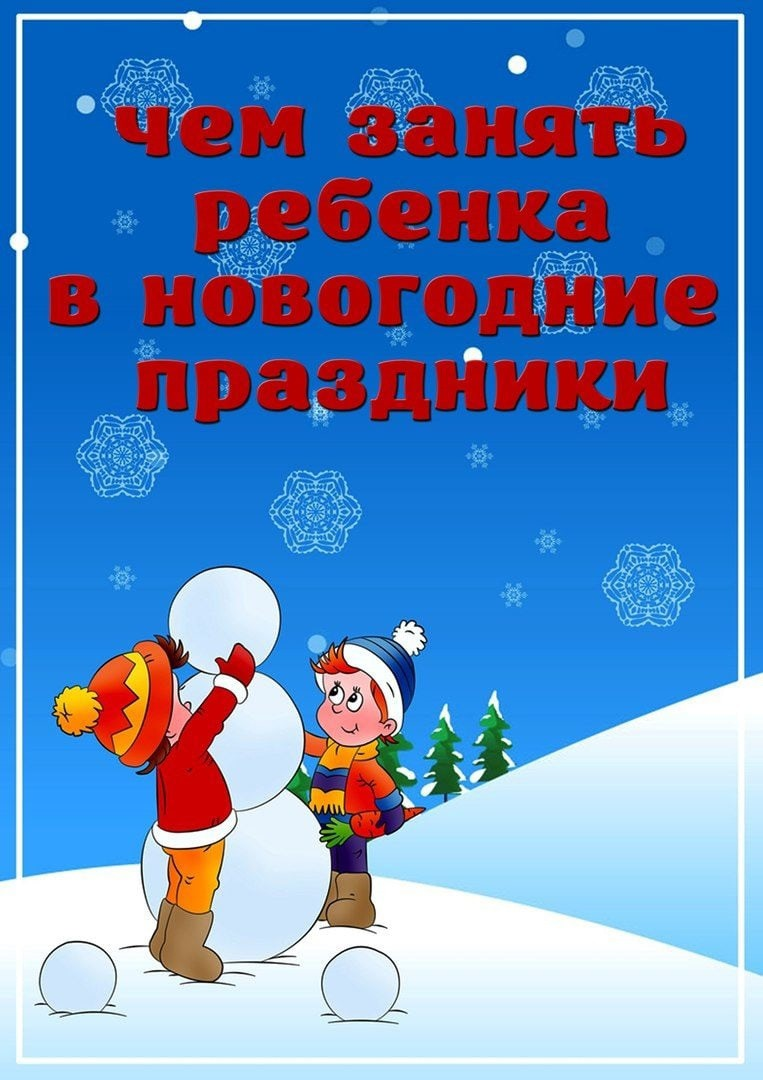 чем занять
ребенка
в новогодние
праздники